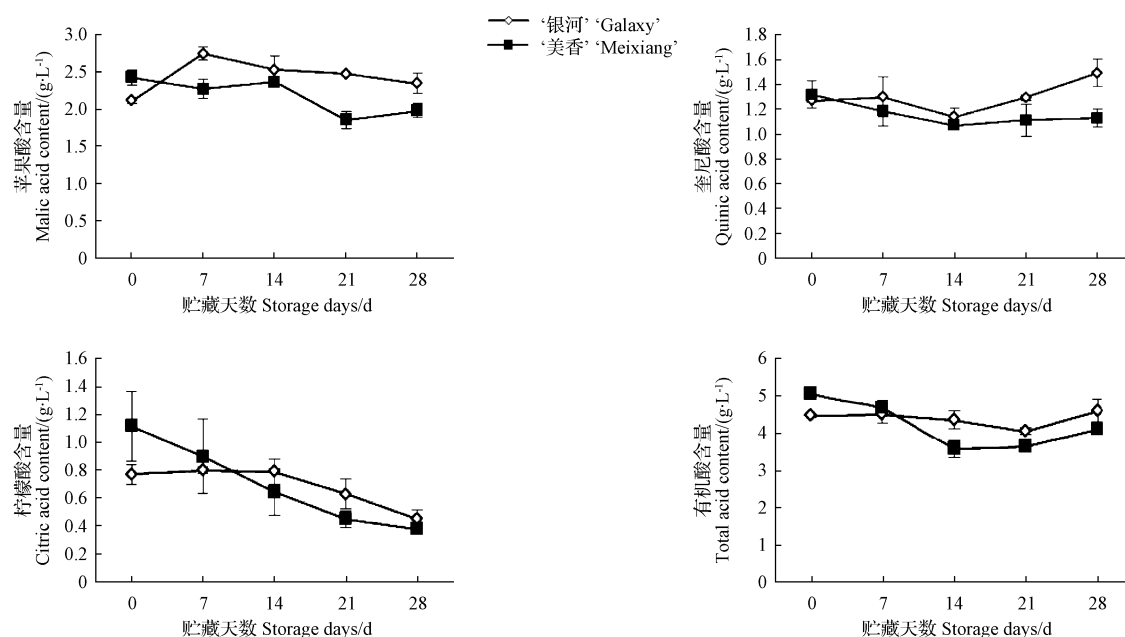 ‘银河’ ‘Galaxy’
‘美香’ ‘Meixiang’
苹果酸含量
Malic acid content/(g·L-1)
3.0
2.5
2.0
1.5
1.0
0.5
0
0 7 14 21 28
贮藏天数 Storage days/d
奎尼酸含量
Quinic acid content/(g·L-1)
1.8
1.6
1.4
1.2
1.0
0.8
0.6
0.4
0.2
0
0 7 14 21 28
贮藏天数 Storage days/d
柠檬酸含量
Citric acid content/(g·L-1)
1.6
1.4
1.2
1.0
0.8
0.6
0.4
0.2
0
0 7 14 21 28
贮藏天数 Storage days/d
有机酸含量
Total acid content/(g·L-1)
6
5
4
3
2
1
0
0 7 14 21 28
贮藏天数 Storage days/d